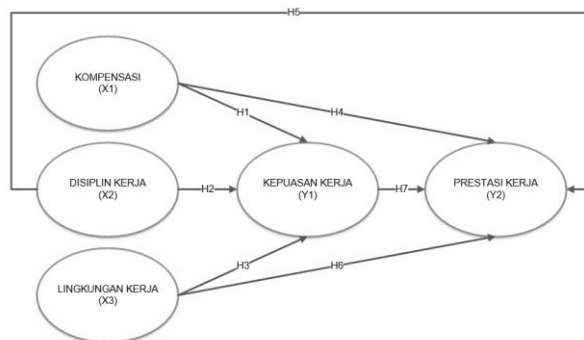 H5
KOMPENSASI
(X1)
H1
H4
DISIPLIN KERJA
(X2)
H2
KEPUASAN KERJA
(Y1)
H7
PRESTASI KERJA
(Y2)
H3
H6
LINGKUNGAN KERJA
(X3)